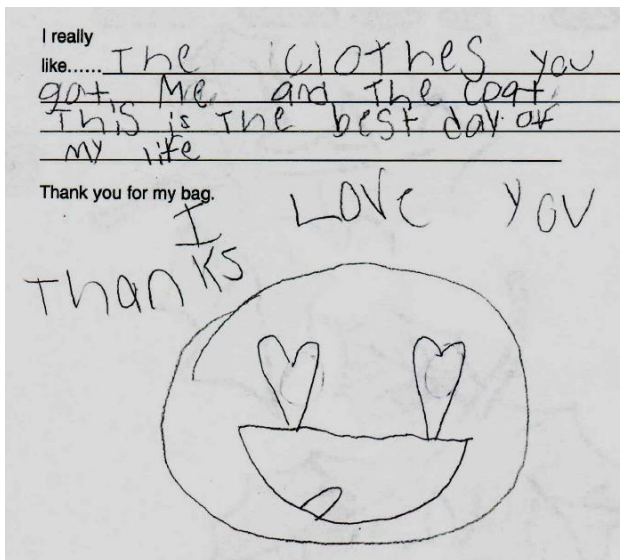 I really
like...... The clothes you
got me and the coat.
This is the best day of
my life
Thank you for my bag.
I LOVE YOU
Thanks